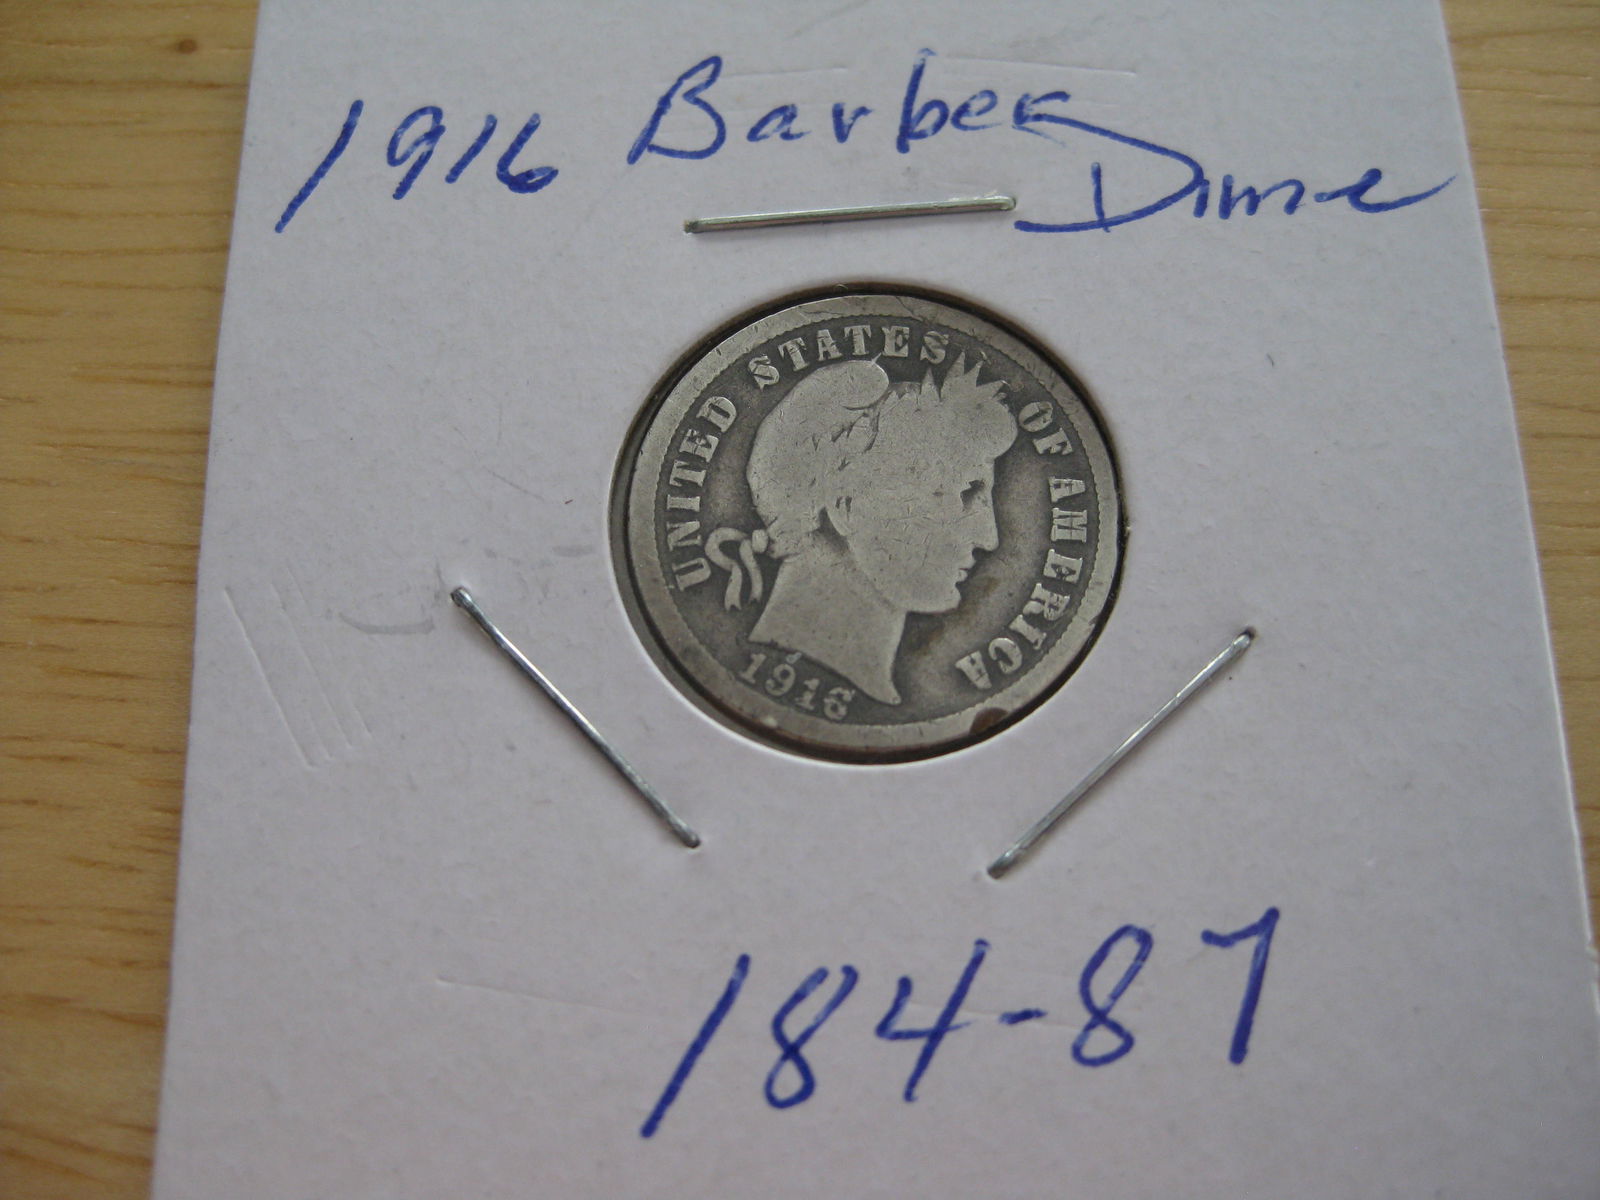 1916 Barber
Dime
UNITED STATES OF AMERICA
1916
184-87